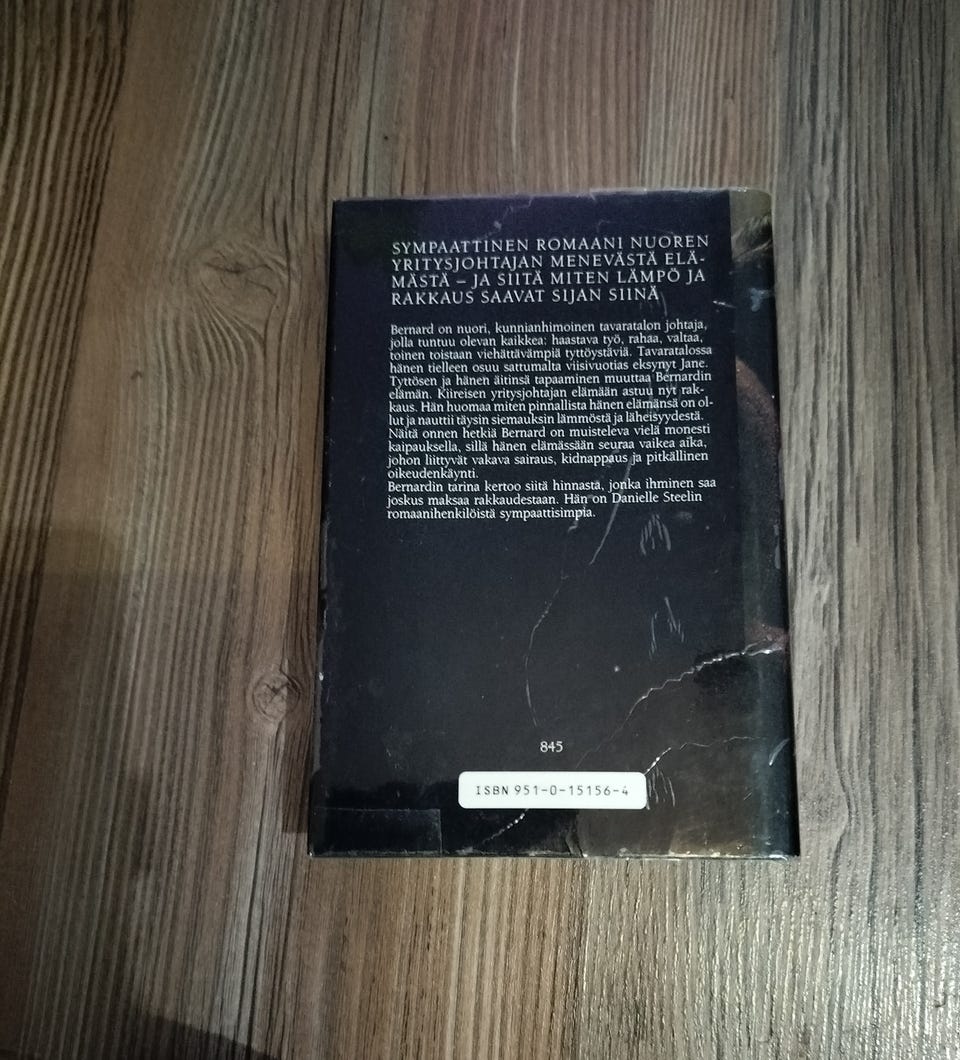 SYMPAATTINEN ROMAANI NUOREN
YRITYSJOHTAJAN MENEVÄSTÄ ELÄ-
MÄSTÄ – JA SIITÄ MITEN LÄMPÖ JA
RAKKAUS SAAVAT SIJAN SIINÄ
Bernard on nuori, kunnianhimoinen tavaratalon johtaja,
jolla tuntuu olevan kaikkea: haastava työ, rahaa, valtaa,
toinen toistaan viehättävämpiä tyttöystäviä. Tavaratalossa
hänen tielleen osuu sattumalta viisivuotias eksynyt Jane.
Tyttösen ja hänen äitinsä tapaaminen muuttaa Bernardin
elämän. Kiireisen yritysjohtajan elämään astuu nyt rak-
kaus. Hän huomaa miten pinnallista hänen elämänsä on ol-
lut ja nauttii täysin siemauksin lämmöstä ja läheisyydestä.
Näitä onnen hetkiä Bernard on muisteleva vielä monesti
kaipauksella, sillä hänen elämässään seuraa vaikea aika,
johon liittyvät vakava sairaus, kidnappaus ja pitkällinen
oikeudenkäynti.
Bernardin tarina kertoo siitä hinnasta, jonka ihminen saa
joskus maksaa rakkaudestaan. Hän on Danielle Steelin
romaanihenkilöistä sympaattisimpia.
845
ISBN 951-0-15156-4